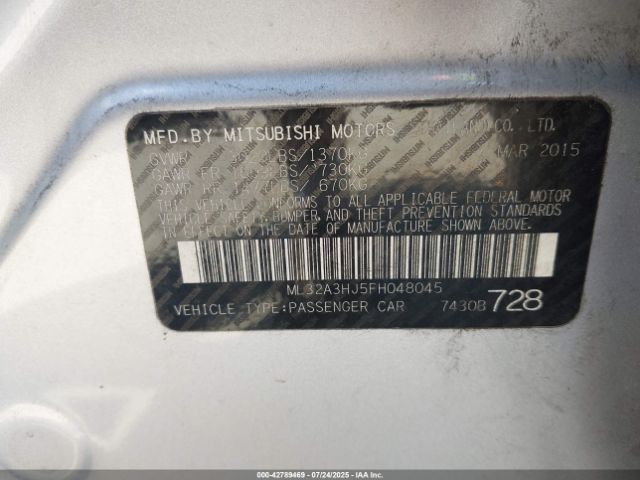 MFD.BY MITSUBISHI MOTORS CO., LTD.
GVWR LBS/1370KG MAR 2015
GAWR FR LBS 730KG
GAWR RR LBS/670KG
THIS VEHICLE CONFORMS TO ALL APPLICABLE FEDERAL MOTOR
VEHICLE SAFETY, BUMPER, AND THEFT PREVENTION STANDARDS
IN EFFECT ON THE DATE OF MANUFACTURE SHOWN ABOVE.
ML32A3HJ5FH048045
VEHICLE TYPE:PASSENGER CAR 7430B 728
000-42789469 - 07/24/2025 - IAAI.COM